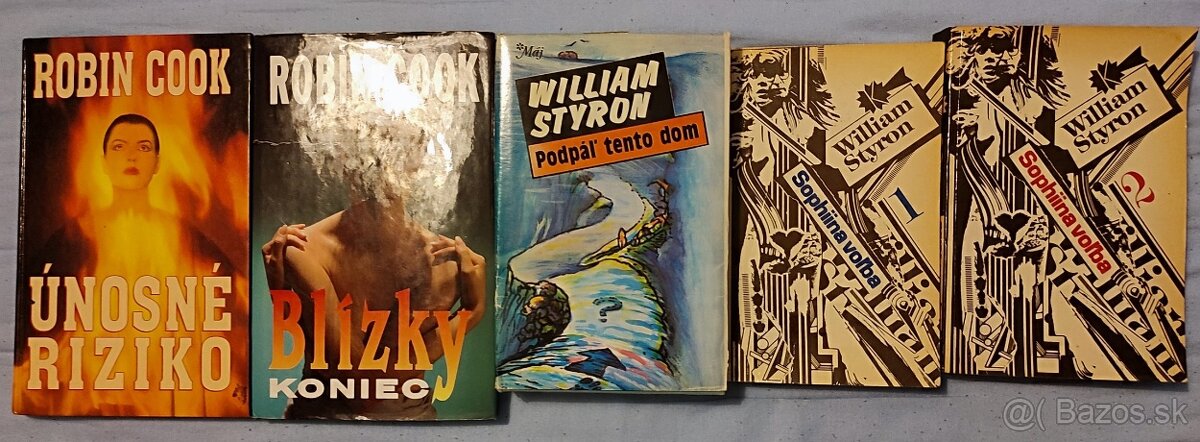 ROBIN COOK
ÚNOSNÉ
RIZIKO
ROBIN COOK
Blízky
KONIEC
*Máj
WILLIAM
STYRON
Podpáľ tento dom
?
William
Styron
Sophiina voľba
1
William
Styron
Sophiina voľba
2
@( Bazos.sk